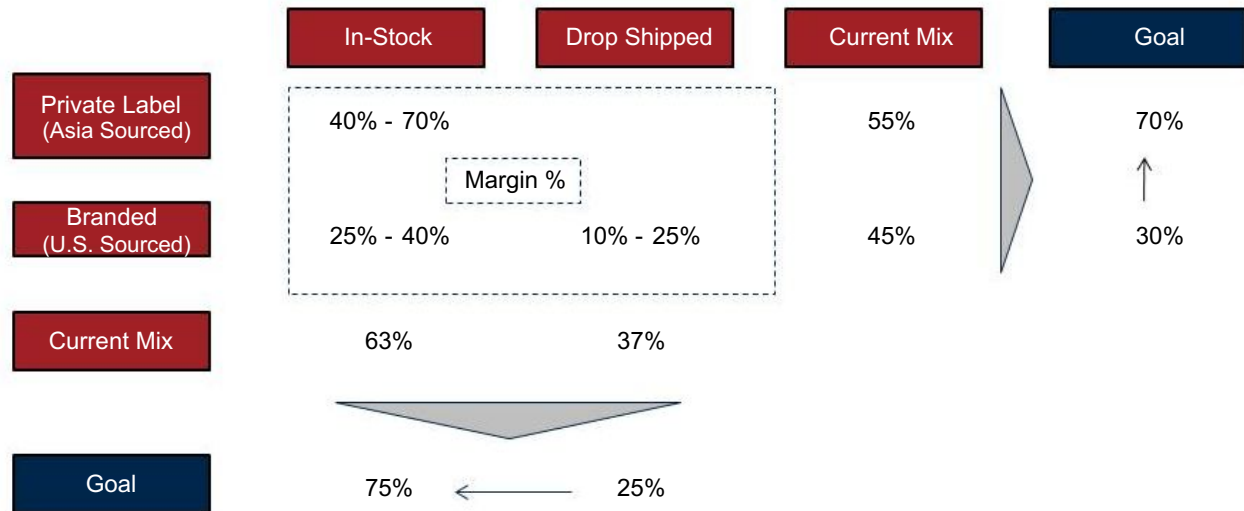 In-Stock
Drop Shipped
Current Mix
Goal
Private Label
(Asia Sourced)
40% - 70%
55%
70%
Margin %
Branded
(U.S. Sourced)
25% - 40%
10% - 25%
45%
30%
Current Mix
63%
37%
Goal
75%
25%